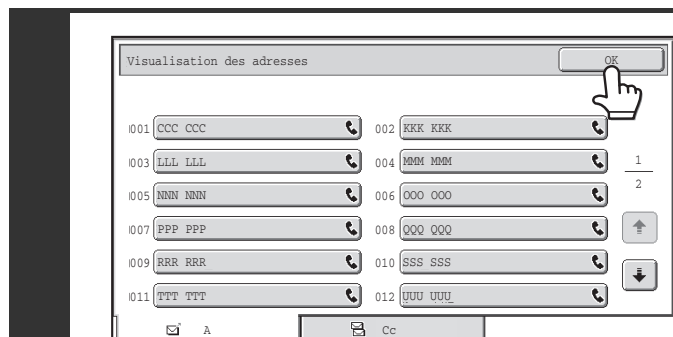 Visualisation des adresses OK
001 CCC CCC 002 KKK KKK
003 LLL LLL 004 MMM MMM 1
005 NNN NNN 006 OOO OOO 2
007 PPP PPP 008 QQQ QQQ
009 RRR RRR 010 SSS SSS
011 TTT TTT 012 UUU UUU
A Cc